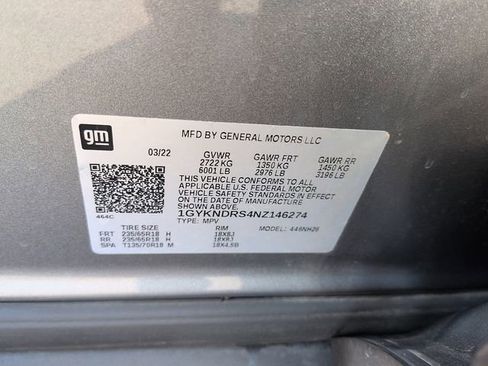 gm
MFD BY GENERAL MOTORS LLC
03/22 GVWR GAWR FRT GAWR RR
2722 KG 1350 KG 1450 KG
6001 LB 2976 LB 3196 LB
THIS VEHICLE CONFORMS TO ALL
APPLICABLE U.S. FEDERAL MOTOR
VEHICLE SAFETY STANDARDS IN EFFECT
ON THE DATE OF MANUFACTURE
SHOWN ABOVE.
464C 1GYKNDRS4NZ146274
TYPE: MPV MODEL:
TIRE SIZE RIM
FRT 235/65R18 H 18X8J
RR 235/65R18 H 18X8J
SPA T135/70R18 M 18X4.5B